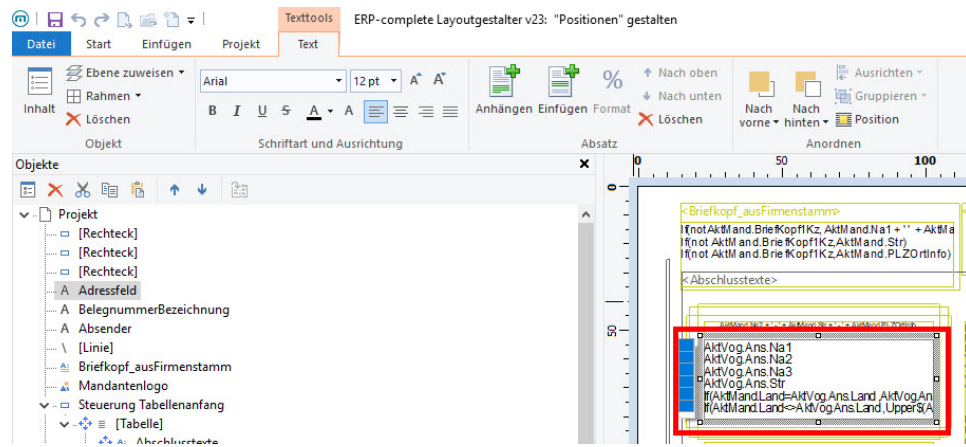 Texttools ERP-complete Layoutgestalter v23: "Positionen" gestalten
Datei Start Einfügen Projekt Text
Ebene zuweisen
Rahmen
Löschen
Inhalt
Objekt
Arial 12 pt A A
B I U S A A
Schriftart und Ausrichtung
Anhängen Einfügen Format
Nach oben
Nach unten
Löschen
Absatz
Nach vorne Nach hinten
Ausrichten
Gruppieren
Position
Anordnen
Objekte
Projekt
[Rechteck]
[Rechteck]
[Rechteck]
A Adressfeld
A BelegnummerBezeichnung
A Absender
[Linie]
Briefkopf_ausFirmenstamm
Mandantenlogo
Steuerung Tabellenanfang
[Tabelle]
Abschlusstexte
0 50 100
0
50
<Briefkopf_ausFirmenstamm>
If(notAktMand.BriefKopf1Kz, AktMand.Na1 + " + AktMa
If(not AktMand.BriefKopf1Kz,AktMand.Str)
If(not AktMand.BriefKopf1Kz,AktMand.PLZOrtInfo)
<Abschlusstexte>
AktVog.Ans.Na1
AktVog.Ans.Na2
AktVog.Ans.Na3
AktVog.Ans.Str
If(AktMand.Land=AktVog.Ans.Land,AktVog.An
If(AktMand.Land<>AktVog.Ans.Land,Upper$(A